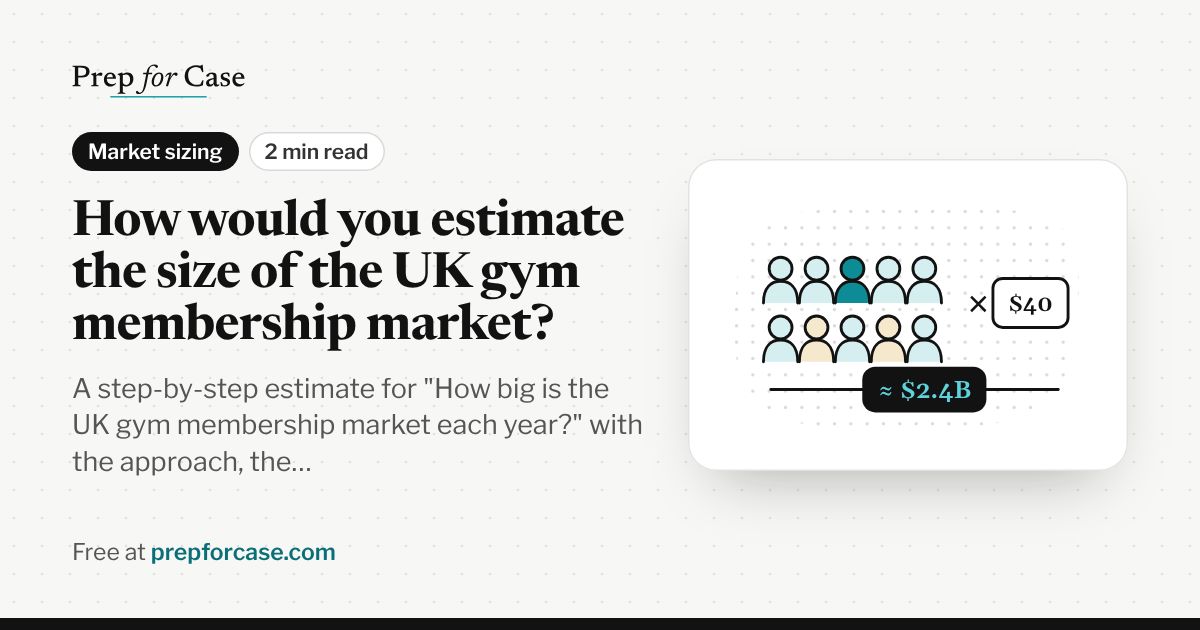 Prep for Case
Market sizing
2 min read
How would you estimate
the size of the UK gym
membership market?
A step-by-step estimate for "How big is the
UK gym membership market each year?" with
the approach, the...
Free at prepforcase.com
× $40
≈ $2.4B